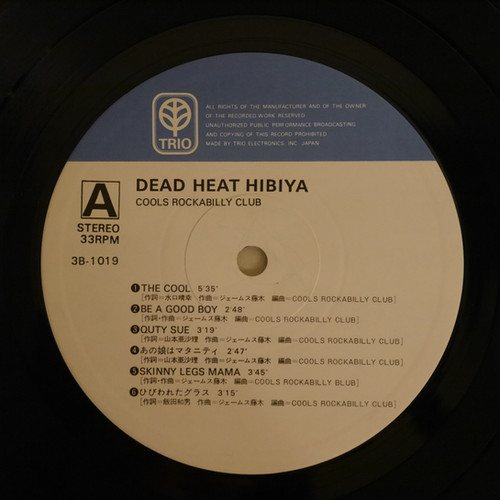 ALL RIGHTS OF THE MANUFACTURER AND OF THE OWNER
OF THE RECORDED WORK RESERVED
UNAUTHORIZED PUBLIC PERFORMANCE BROADCASTING
AND COPYING OF THIS RECORD PROHIBITED
MADE BY TRIO ELECTRONICS, INC. JAPAN
TRIO
A
STEREO
33RPM
3B-1019
DEAD HEAT HIBIYA
COOLS ROCKABILLY CLUB
❶THE COOL 5'35'
[作詞=水口晴幸 作曲=ジェームス藤木 編曲=COOLS ROCKABILLY CLUB]
❷BE A GOOD BOY 2'48'
[作詞・作曲=ジェームス藤木 編曲=COOLS ROCKABILLY CLUB]
❸QUTY SUE 3'19'
[作詞=山本亜沙理 作曲=ジェームス藤木 編曲=COOLS ROCKABILLY CLUB]
❹あの娘はマタニティ 2'47'
[作詞=山本亜沙理 作曲=ジェームス藤木 編曲=COOLS ROCKABILLY CLUB]
❺SKINNY LEGS MAMA 3'45'
[作詞・作曲=ジェームス藤木 編曲=COOLS ROCKABILLY BLUB]
❻ひびわれたグラス 3'15'
[作詞=飯田和男 作曲=ジェームス藤木 編曲=COOLS ROCKABILLY CLUB]